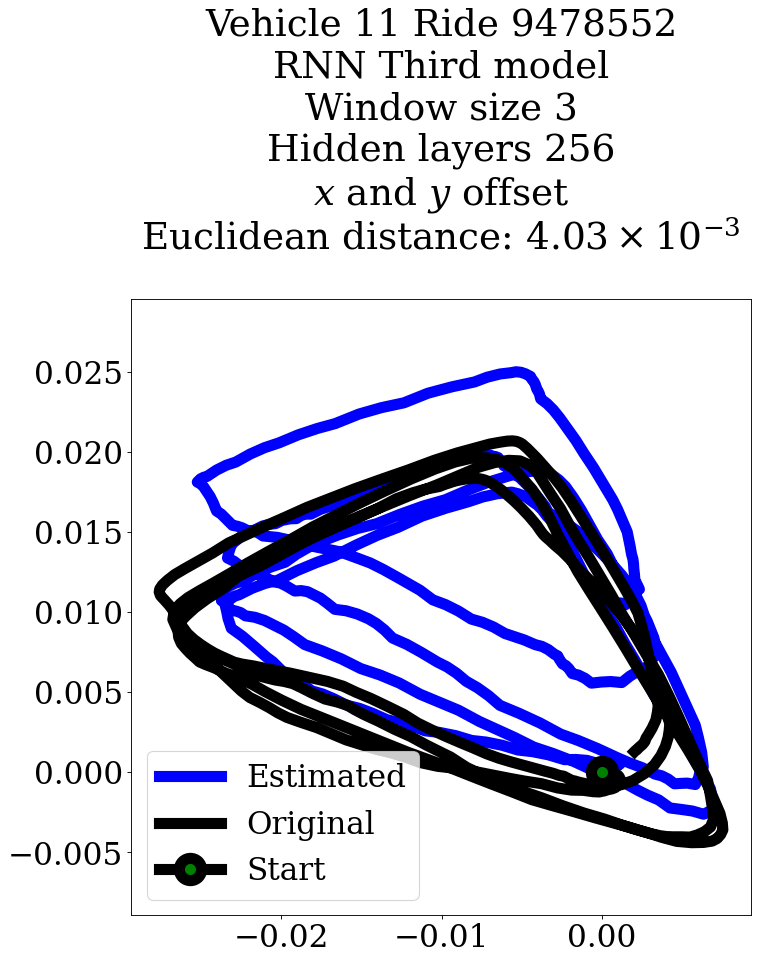 Vehicle 11 Ride 9478552
RNN Third model
Window size 3
Hidden layers 256
x and y offset
Euclidean distance: 4.03 × 10⁻³
0.025
0.020
0.015
0.010
0.005
0.000
−0.005
Estimated
Original
Start
−0.02
−0.01
0.00